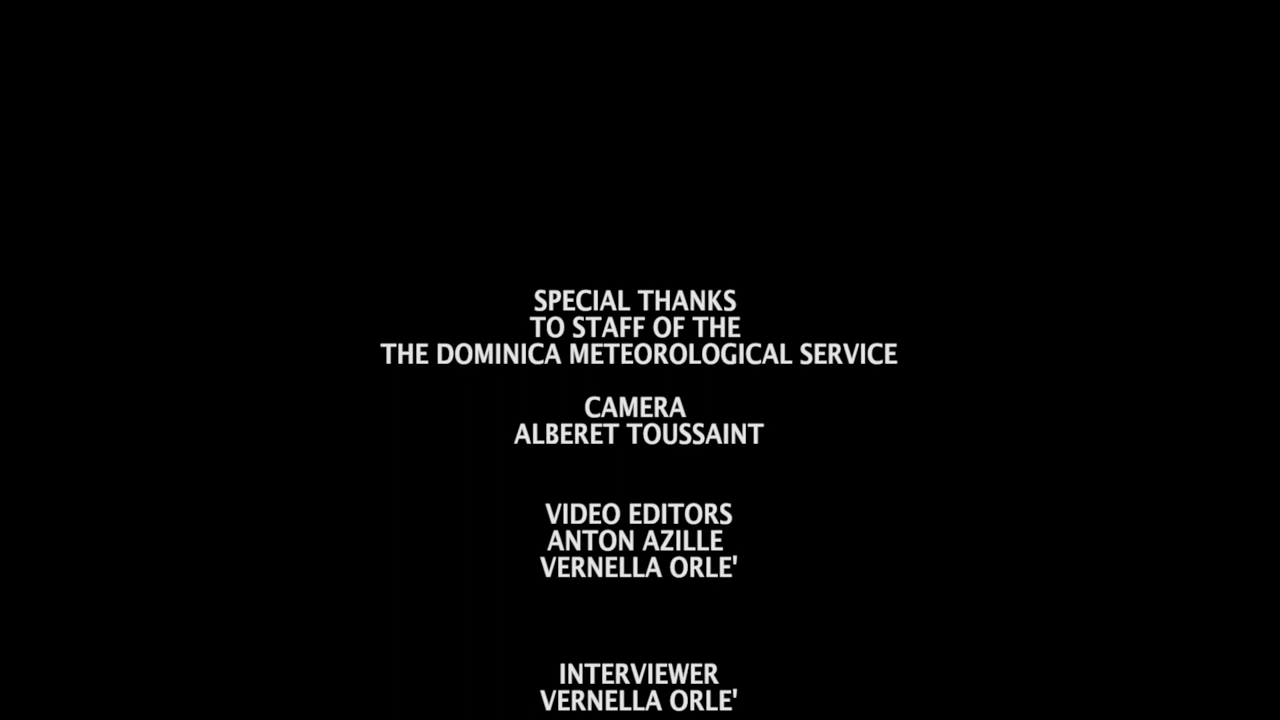 SPECIAL THANKS
TO STAFF OF THE
THE DOMINICA METEOROLOGICAL SERVICE
CAMERA
ALBERET TOUSSAINT
VIDEO EDITORS
ANTON AZILLE
VERNELLA ORLE'
INTERVIEWER
VERNELLA ORLE'